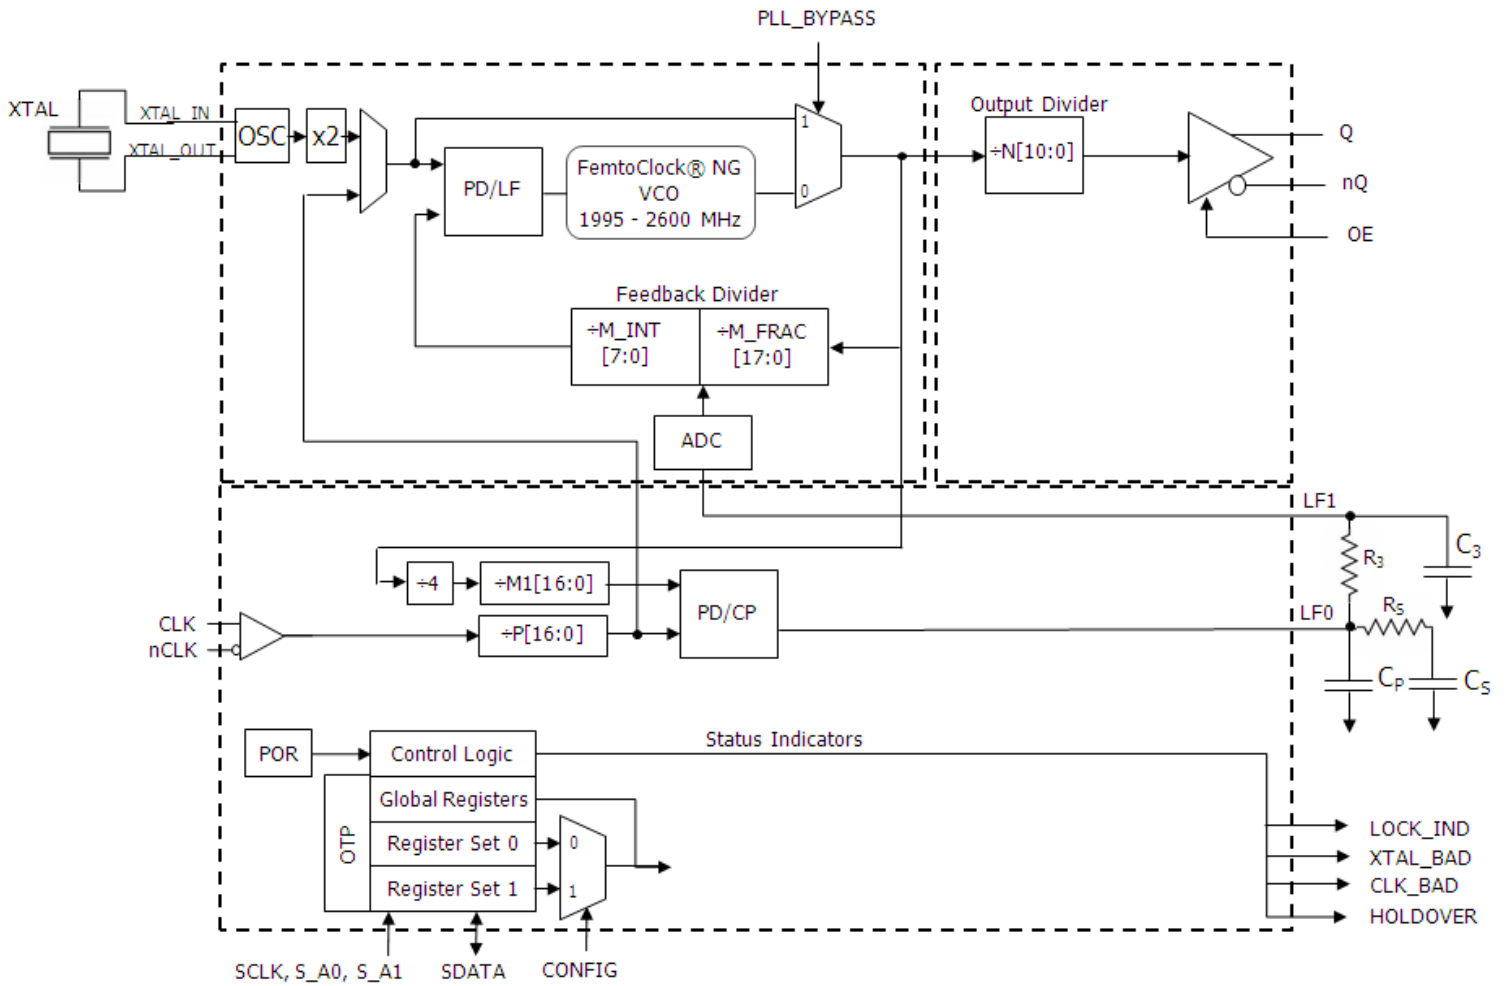 PLL_BYPASS
XTAL
XTAL_IN
XTAL_OUT
OSC
x2
PD/LF
FemtoClock® NG
VCO
1995 - 2600 MHz
1
0
Output Divider
÷N[10:0]
Q
nQ
OE
Feedback Divider
÷M_INT
[7:0]
÷M_FRAC
[17:0]
ADC
LF1
R3
C3
÷4
÷M1[16:0]
PD/CP
LF0
RS
CLK
nCLK
÷P[16:0]
CP
CS
POR
Control Logic
Status Indicators
Global Registers
OTP
Register Set 0
0
Register Set 1
1
LOCK_IND
XTAL_BAD
CLK_BAD
HOLDOVER
SCLK, S_A0, S_A1
SDATA
CONFIG